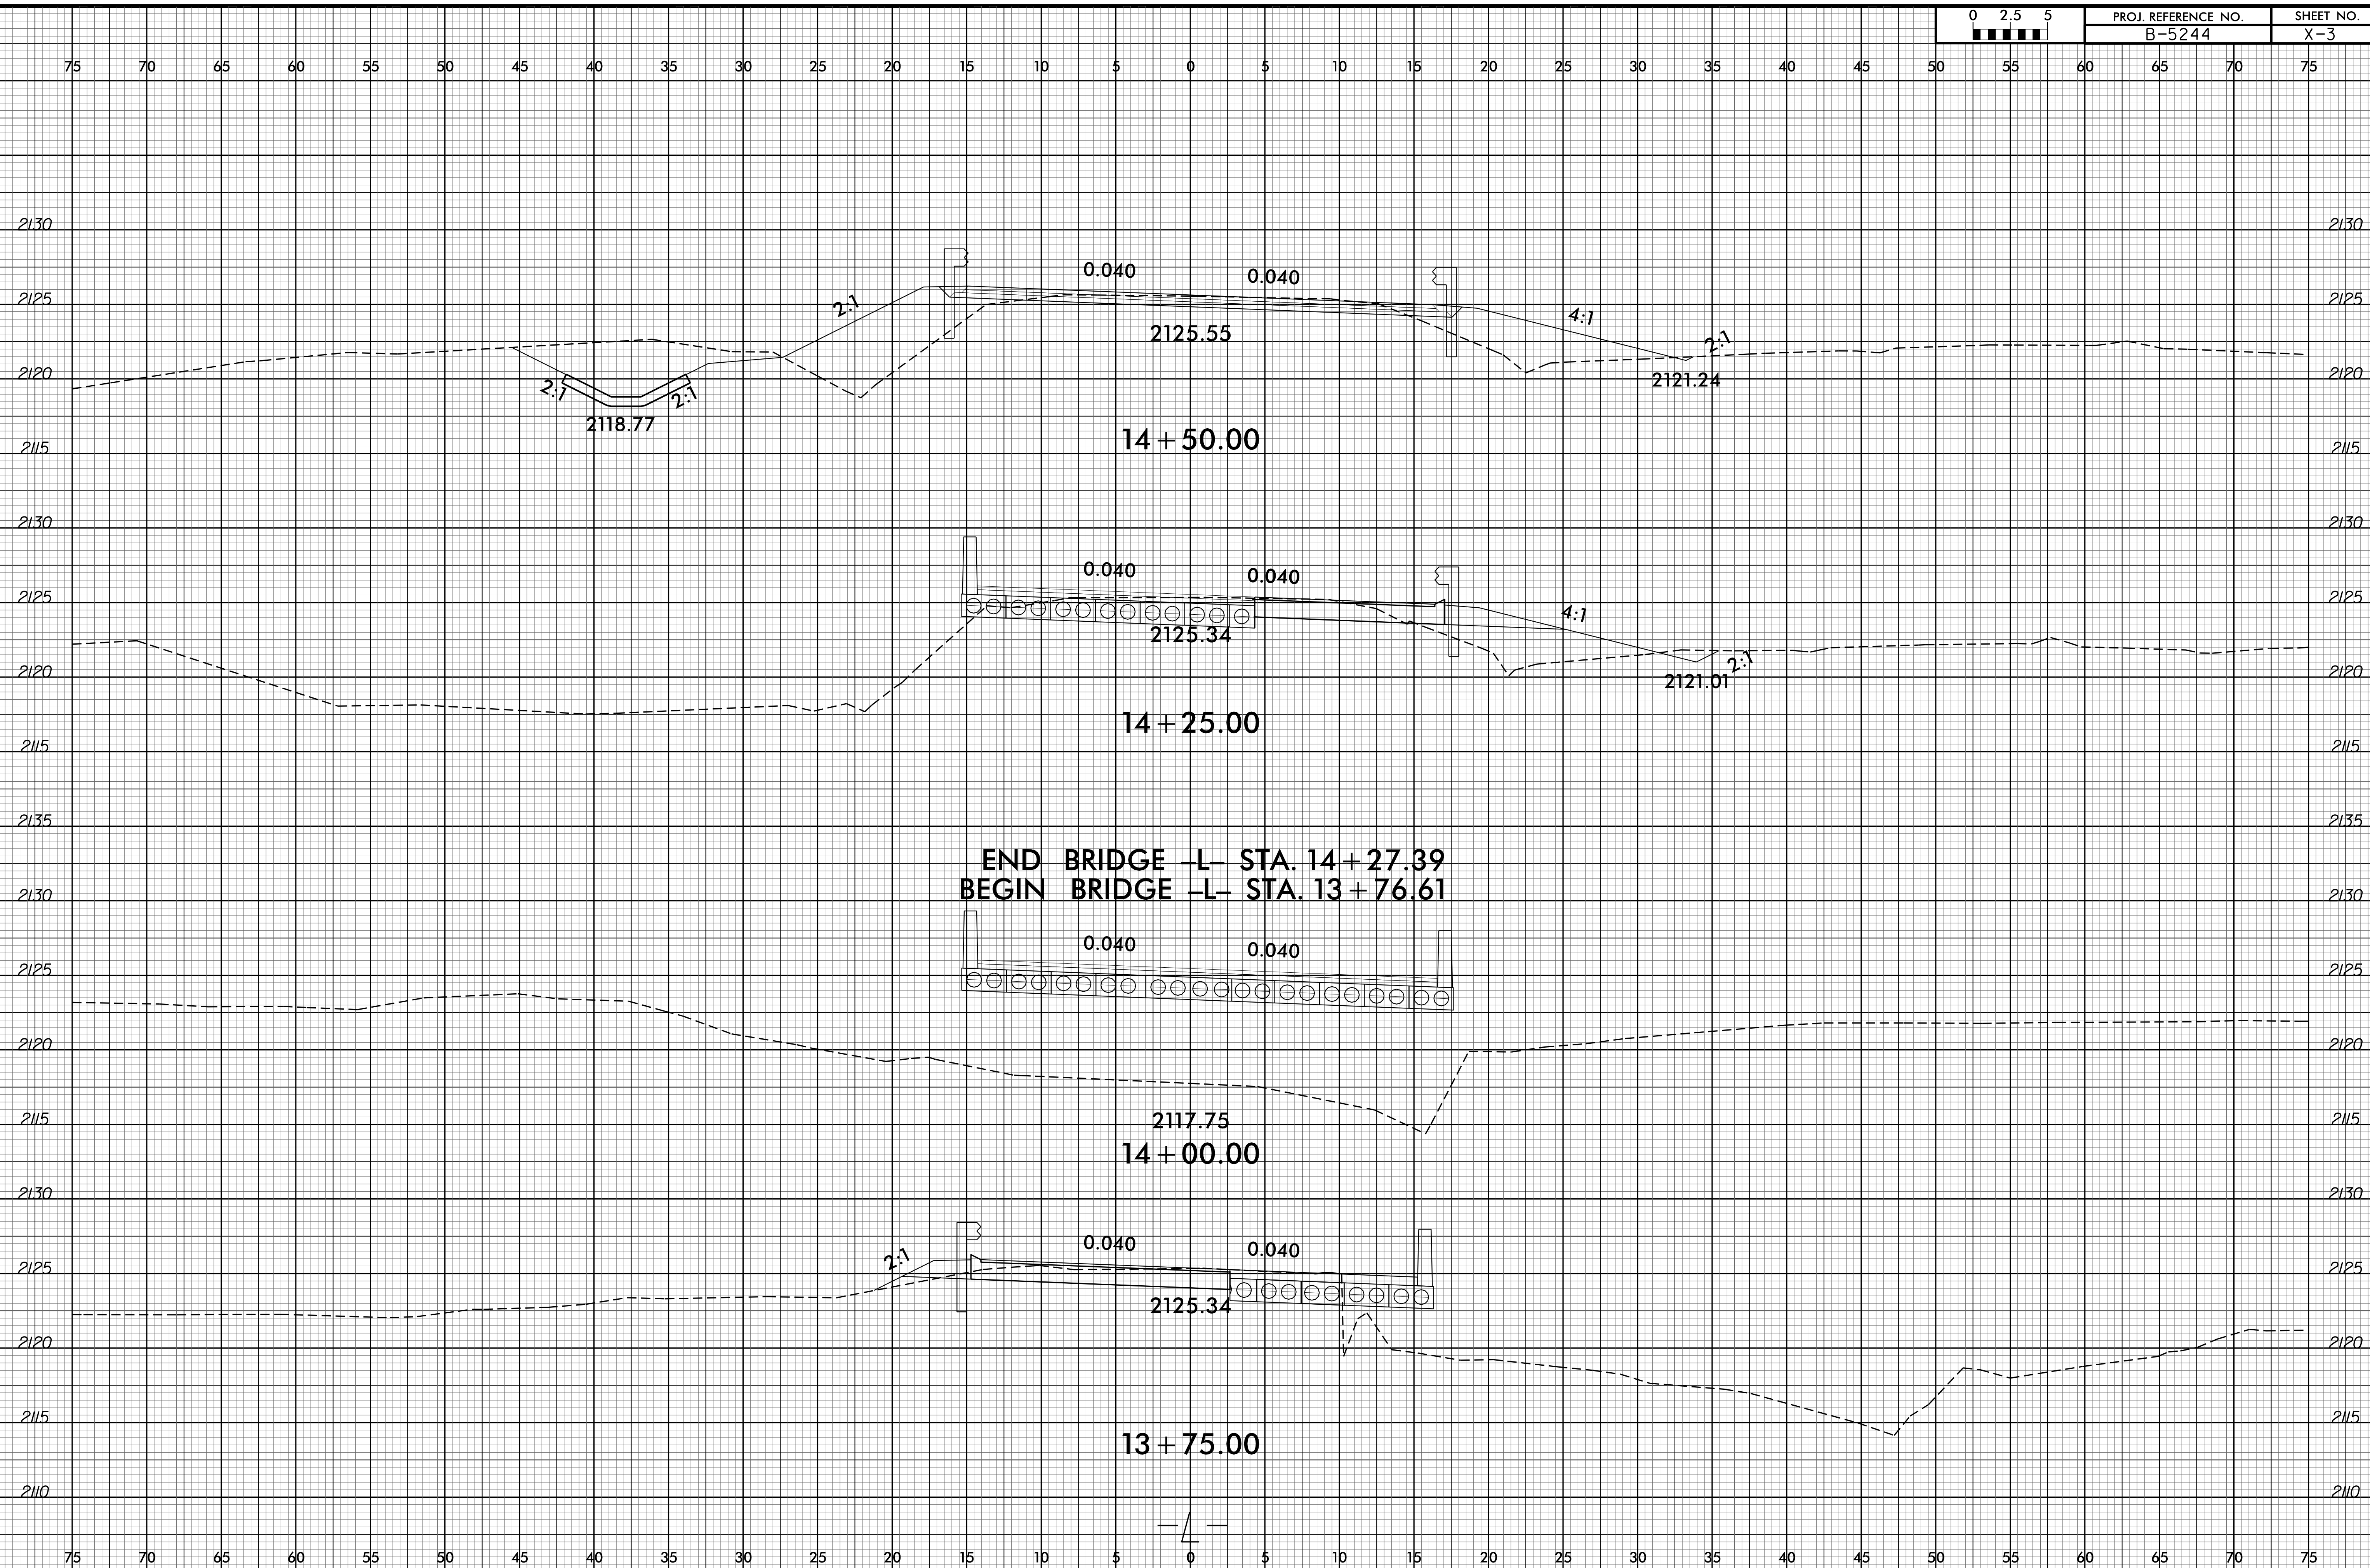 0 2.5 5
PROJ. REFERENCE NO. SHEET NO.
B-5244 X-3
75 70 65 60 55 50 45 40 35 30 25 20 15 10 5 0 5 10 15 20 25 30 35 40 45 50 55 60 65 70 75
2130 2130
0.040 0.040
2125 2:1 4:1 2125
2125.55 2:1
2120 2:1 2:1 2121.24 2120
2118.77
14+50.00
2115 2115
2130 2130
0.040 0.040
2125 4:1 2125
2125.34
2120 2:1 2120
2121.01
14+25.00
2115 2115
2135 2135
END BRIDGE -L- STA. 14+27.39
BEGIN BRIDGE -L- STA. 13+76.61
2130 2130
0.040 0.040
2125 2125
2120 2120
2115 2117.75 2115
14+00.00
2130 2130
0.040 0.040
2:1
2125 2125
2125.34
2120 2120
2115 2115
13+75.00
2110 2110
75 70 65 60 55 50 45 40 35 30 25 20 15 10 5 0 5 10 15 20 25 30 35 40 45 50 55 60 65 70 75